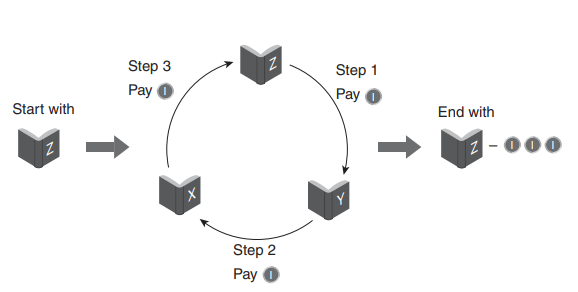 Start with
Z
Step 3
Pay I
Z
Step 1
Pay I
X
Y
Step 2
Pay I
End with
Z – I I I